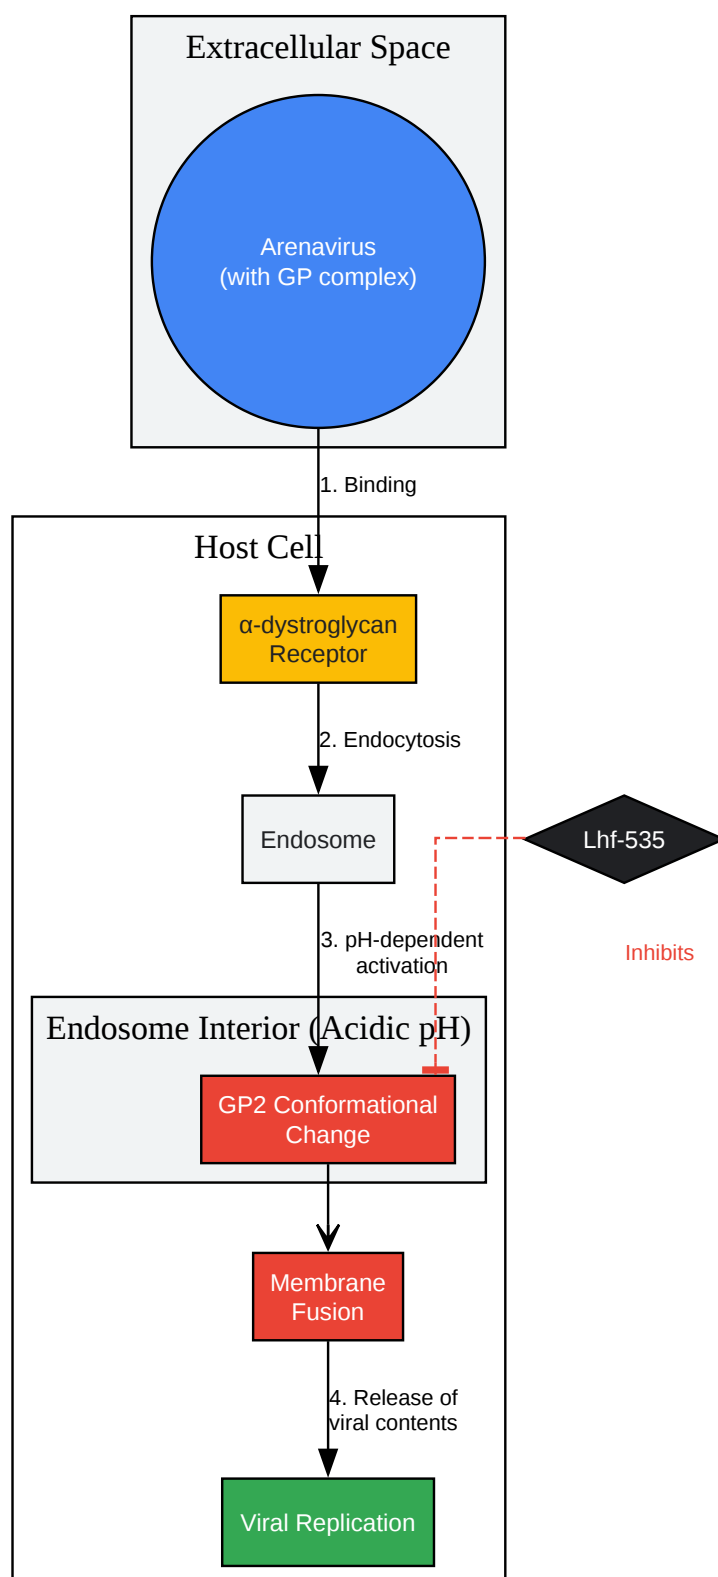 Extracellular Space
Arenavirus
(with GP complex)
1. Binding
Host Cell
α-dystroglycan
Receptor
2. Endocytosis
Endosome
Lhf-535
3. pH-dependent
activation
Inhibits
Endosome Interior (Acidic pH)
GP2 Conformational
Change
Membrane
Fusion
4. Release of
viral contents
Viral Replication